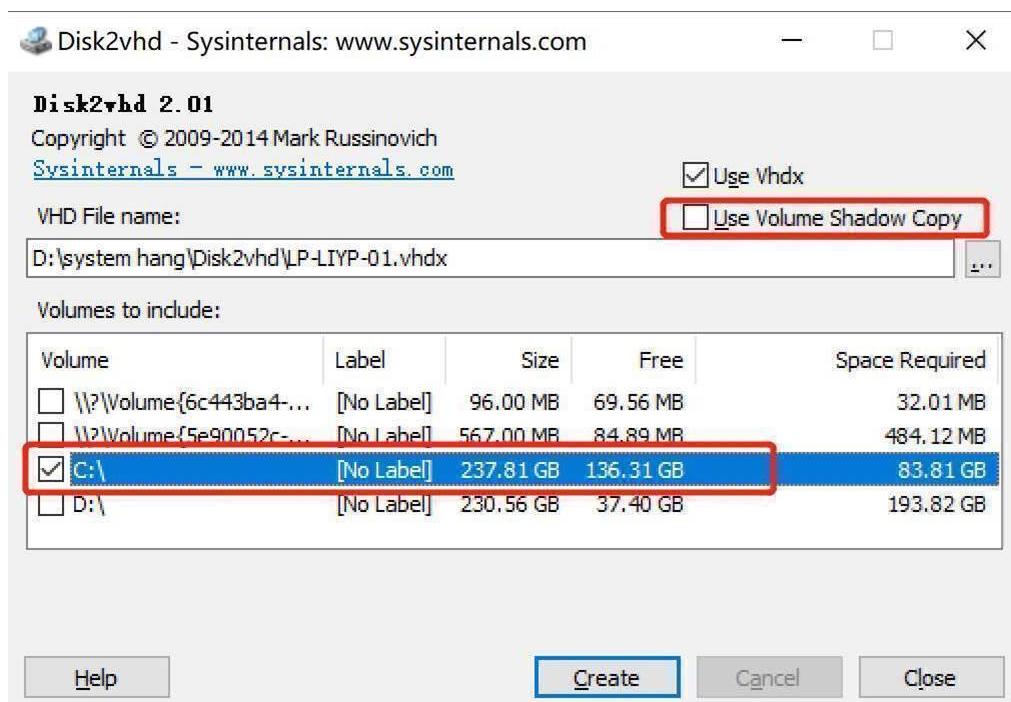 Disk2vhd - Sysinternals: www.sysinternals.com
Disk2vhd 2.01
Copyright © 2009-2014 Mark Russinovich
Sysinternals - www.sysinternals.com
Use Vhdx
VHD File name:
Use Volume Shadow Copy
D:\system hang\Disk2vhd\LP-LIYP-01.vhdx
...
Volumes to include:
Volume Label Size Free Space Required
\\?\Volume{6c443ba4-... [No Label] 96.00 MB 69.56 MB 32.01 MB
\\?\Volume{5e90052c-... [No Label] 567.00 MB 84.89 MB 484.12 MB
C:\ [No Label] 237.81 GB 136.31 GB 83.81 GB
D:\ [No Label] 230.56 GB 37.40 GB 193.82 GB
Help Create Cancel Close